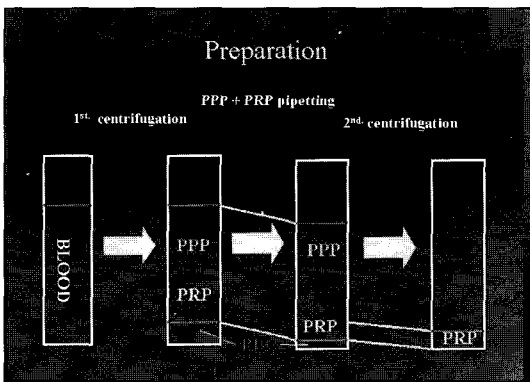 Preparation
PPP + PRP pipetting
1st. centrifugation
2nd. centrifugation
BLOOD
PPP
PRP
PPP
PRP
PRP